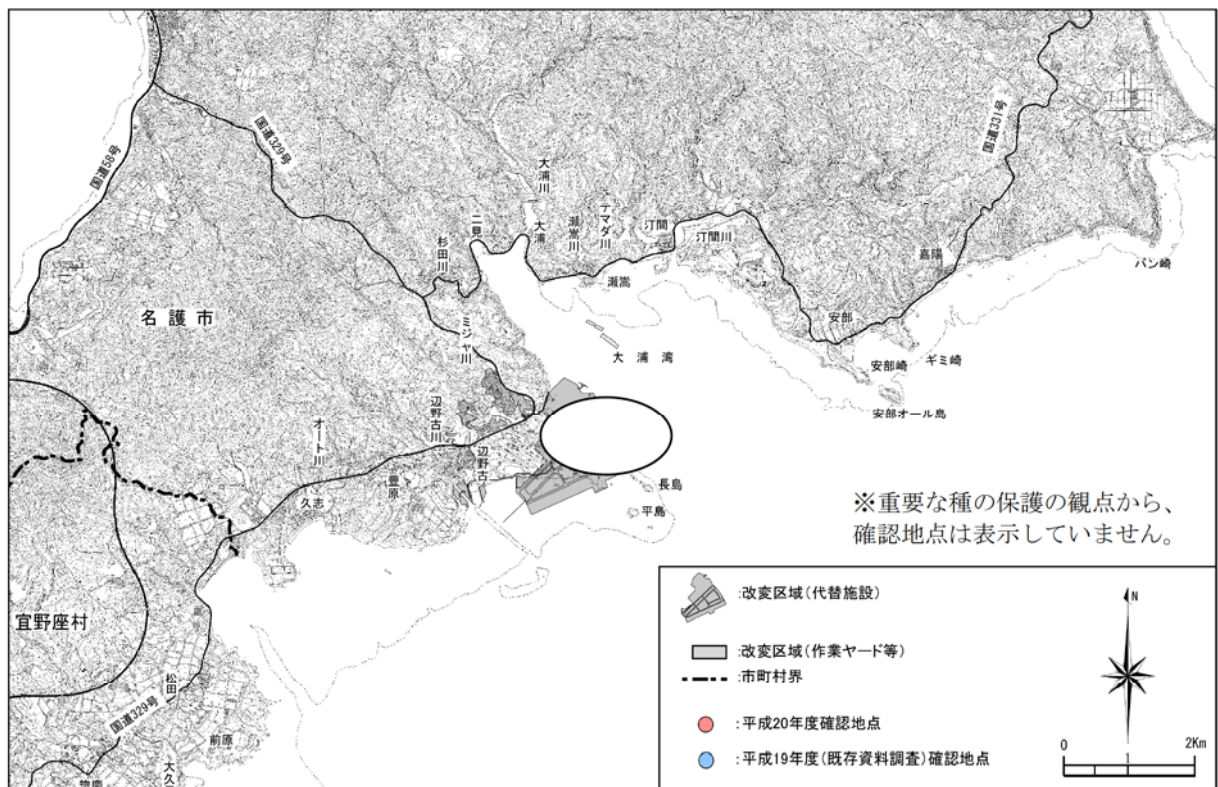 国道58号
国道329号
国道331号
大浦川
大浦
二見
杉田川
瀬嵩川
テマダ川
汀間
汀間川
瀬嵩
嘉陽
バン崎
名護市
ミジャ川
大浦湾
安部
安部崎
ギミ崎
安部オール島
辺野古川
辺野古
オート川
豊原
久志
長島
平島
※重要な種の保護の観点から、
確認地点は表示していません。
宜野座村
松田
国道329号
前原
:改変区域(代替施設)
:改変区域(作業ヤード等)
:市町村界
:平成20年度確認地点
:平成19年度(既存資料調査)確認地点
N
0 1 2Km